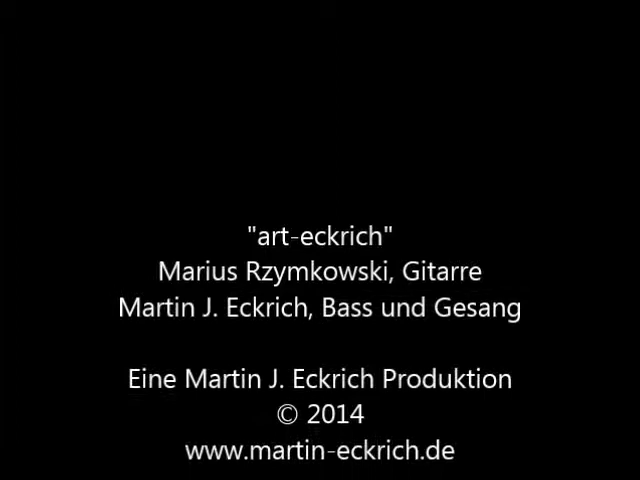 "art-eckrich"
Marius Rzymkowski, Gitarre
Martin J. Eckrich, Bass und Gesang
Eine Martin J. Eckrich Produktion
© 2014
www.martin-eckrich.de